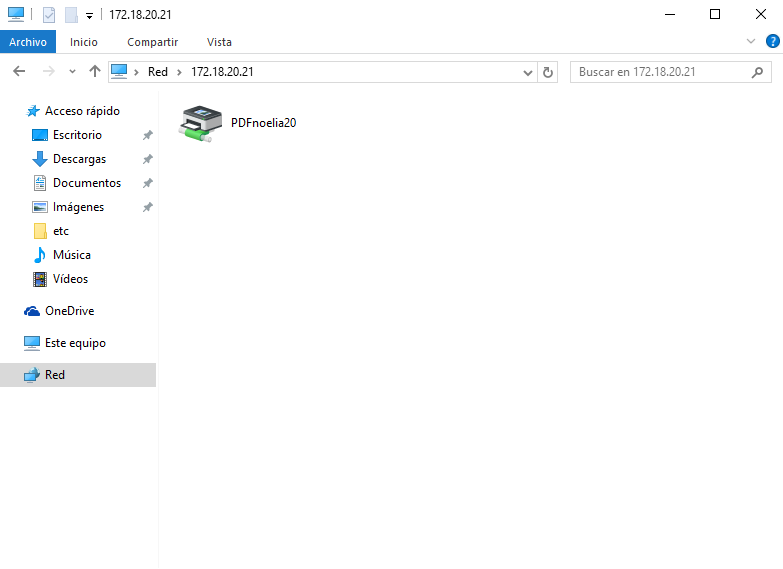 172.18.20.21
Archivo Inicio Compartir Vista ?
Red 172.18.20.21 Buscar en 172.18.20.21
Acceso rápido
Escritorio
Descargas
Documentos
Imágenes
etc
Música
Vídeos
OneDrive
Este equipo
Red
PDFnoelia20